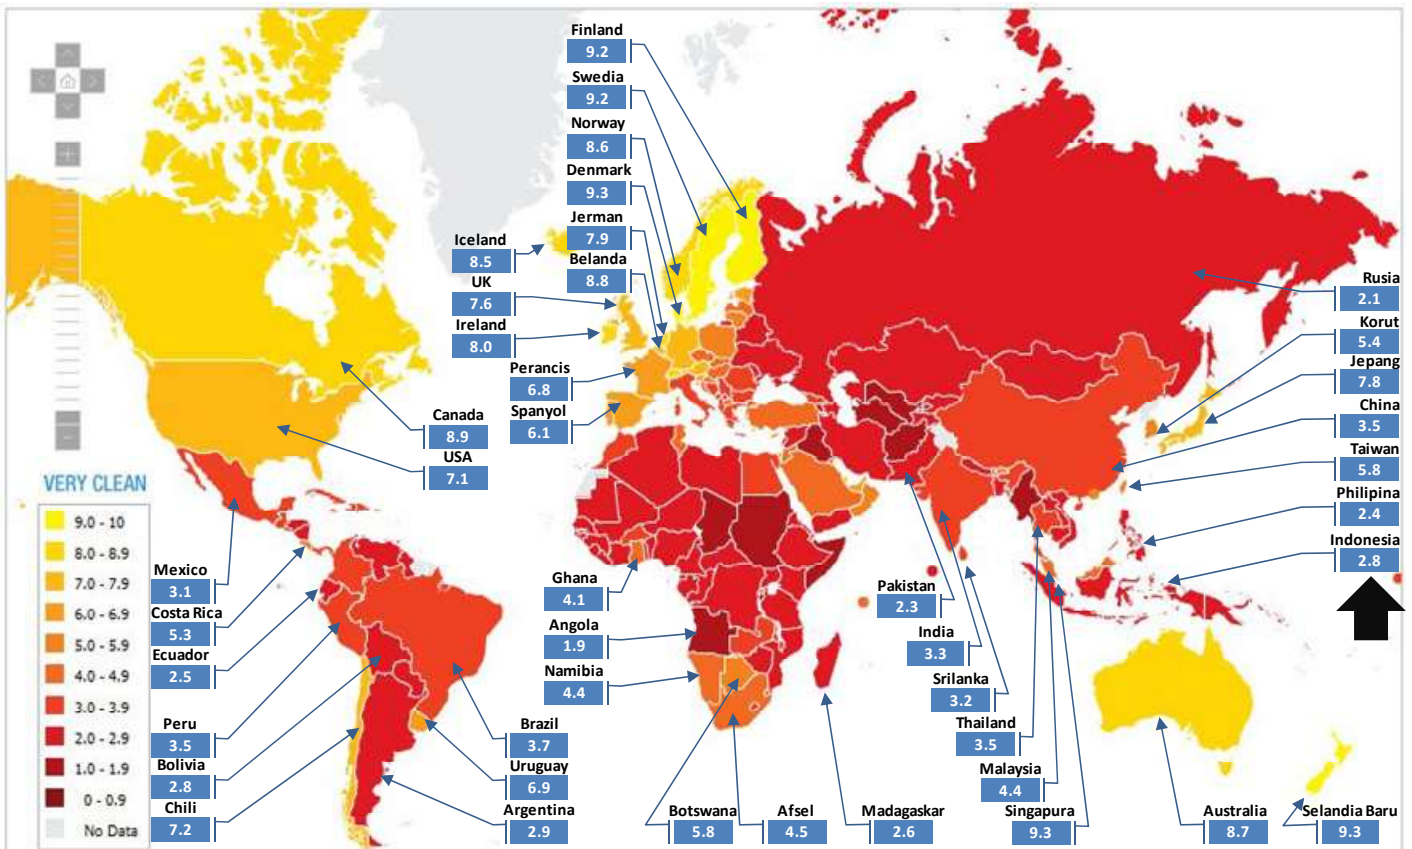 Finland
9.2
Swedia
9.2
Norway
8.6
Denmark
9.3
Jerman
7.9
Belanda
8.8
Iceland
8.5
UK
7.6
Ireland
8.0
Perancis
6.8
Spanyol
6.1
Canada
8.9
USA
7.1
Rusia
2.1
Korut
5.4
Jepang
7.8
China
3.5
Taiwan
5.8
Philipina
2.4
Indonesia
2.8
VERY CLEAN
9.0 - 10
8.0 - 8.9
7.0 - 7.9
6.0 - 6.9
5.0 - 5.9
4.0 - 4.9
3.0 - 3.9
2.0 - 2.9
1.0 - 1.9
0 - 0.9
No Data
Mexico
3.1
Costa Rica
5.3
Ecuador
2.5
Peru
3.5
Bolivia
2.8
Chili
7.2
Brazil
3.7
Uruguay
6.9
Argentina
2.9
Ghana
4.1
Angola
1.9
Namibia
4.4
Botswana
5.8
Afsel
4.5
Madagaskar
2.6
Pakistan
2.3
India
3.3
Srilanka
3.2
Thailand
3.5
Malaysia
4.4
Singapura
9.3
Australia
8.7
Selandia Baru
9.3